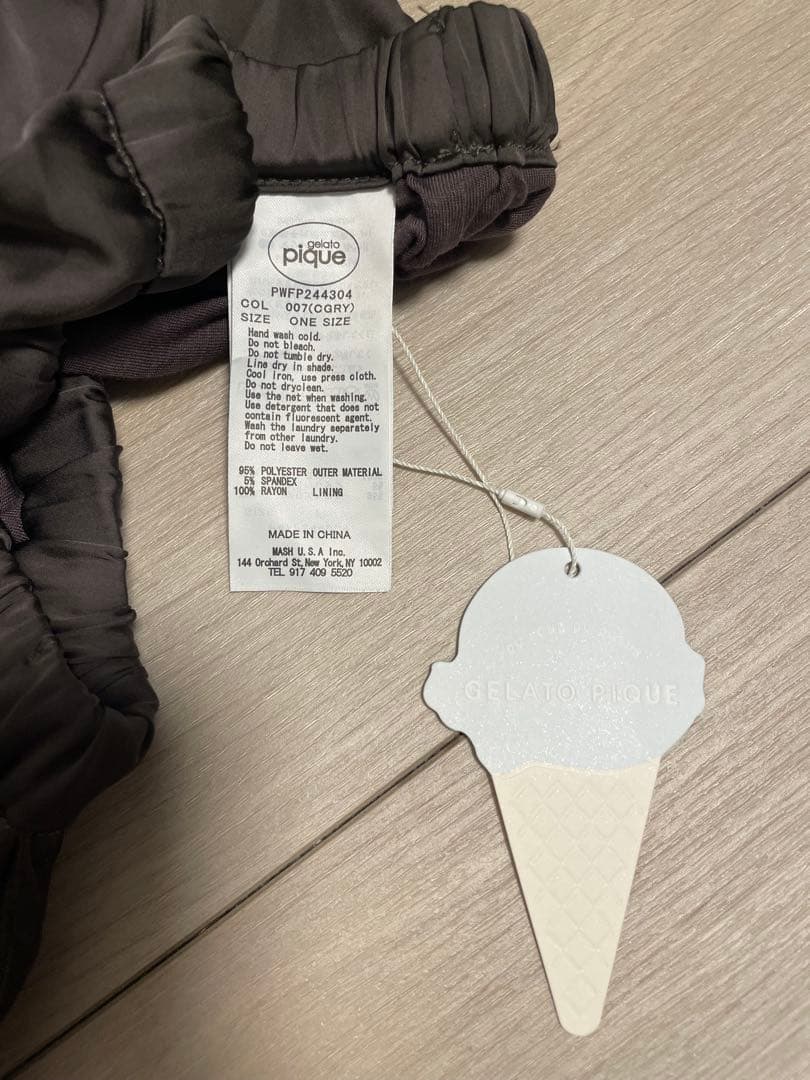 gelato
pique
PWFP244304
COL 007(CGRY)
SIZE ONE SIZE
Hand wash cold.
Do not bleach.
Do not tumble dry.
Line dry in shade.
Cool iron, use press cloth.
Do not dryclean.
Use the net when washing.
Use detergent that does not
contain fluorescent agent.
Wash the laundry separately
from other laundry.
Do not leave wet.
95% POLYESTER OUTER MATERIAL
5% SPANDEX
100% RAYON LINING
MADE IN CHINA
MASH U.S.A Inc.
144 Orchard St, New York, NY 10002
TEL 917 409 5520
GELATO PIQUE